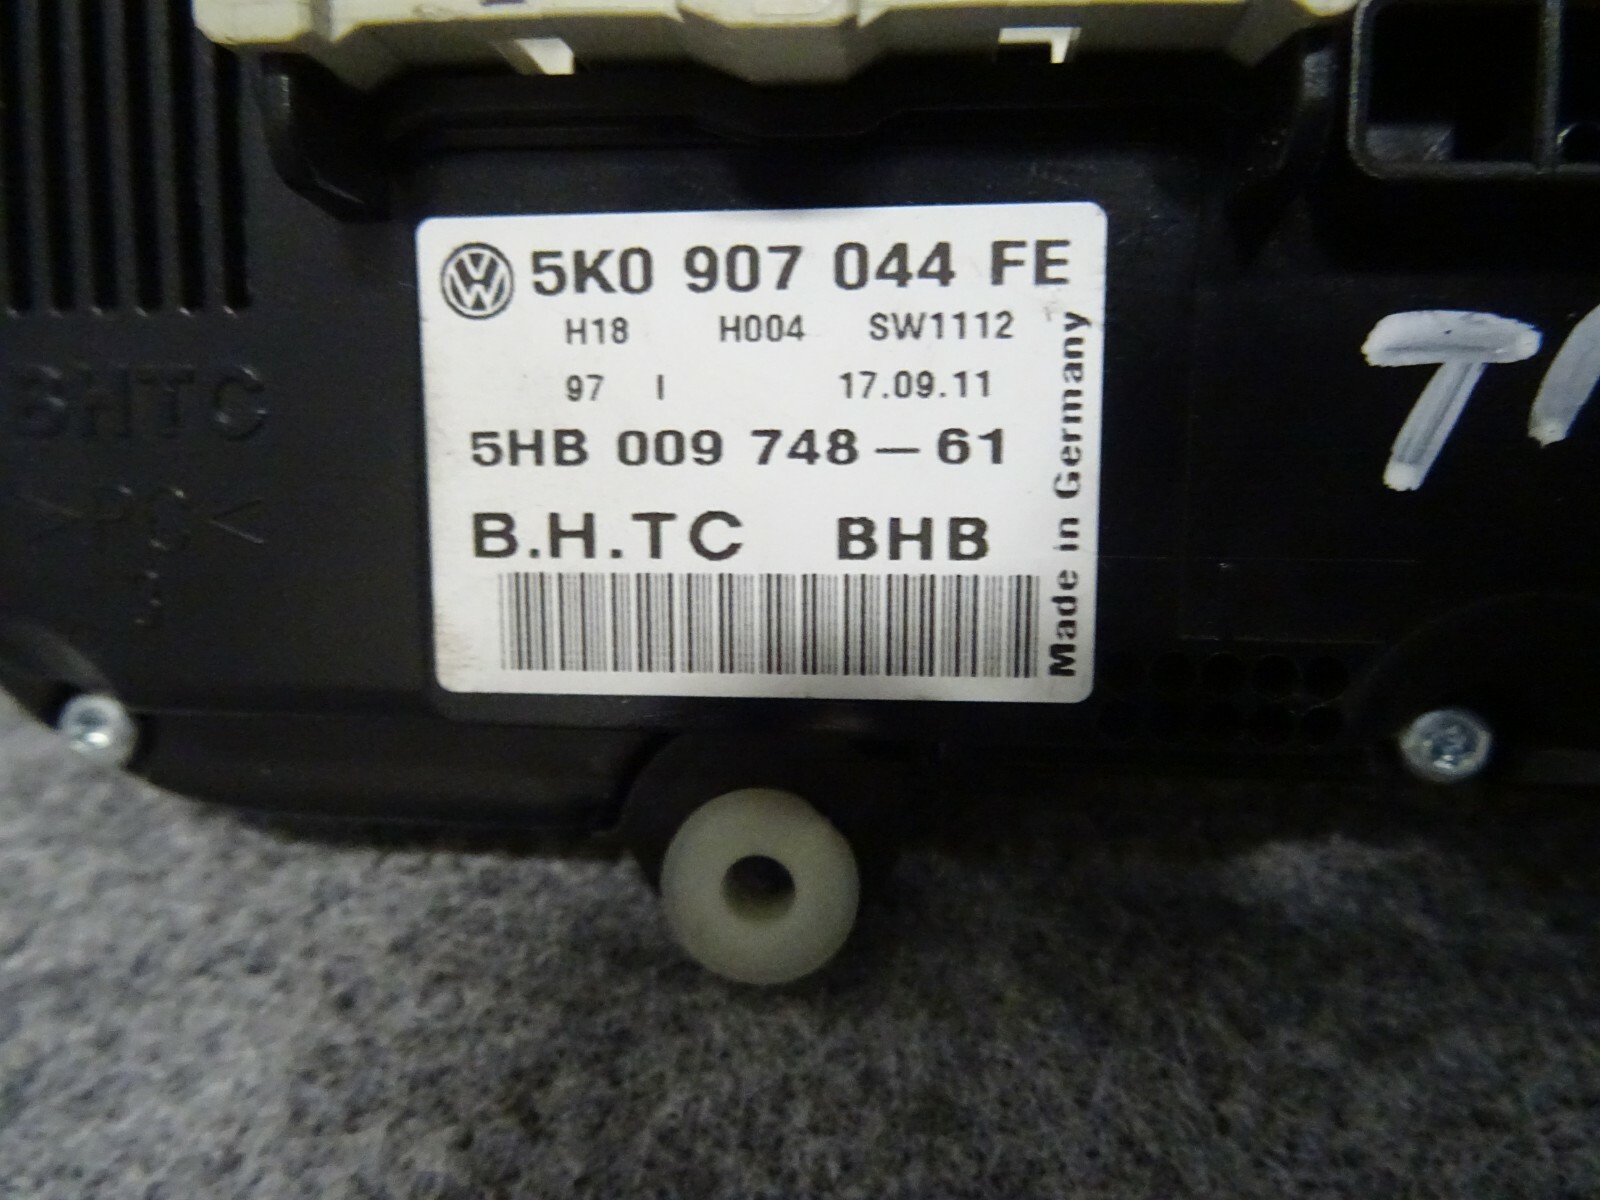 5K0 907 044 FE
H18 H004 SW1112
97 I 17.09.11
5HB 009 748-61
B.H.TC BHB
Made in Germany
BHTC
>PC<